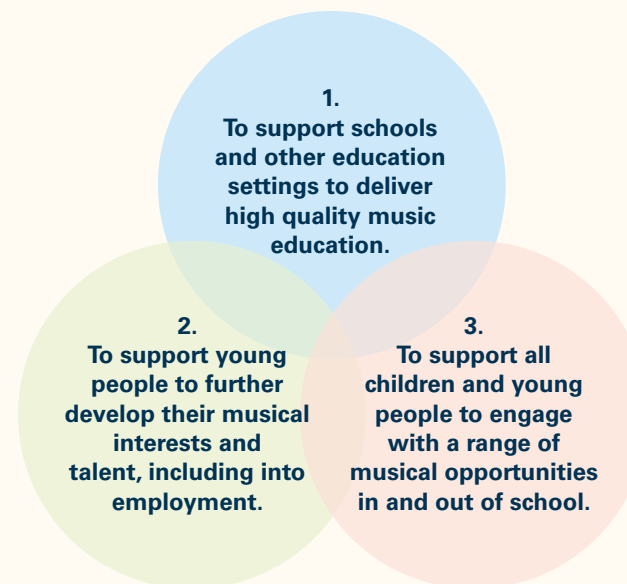 1.
To support schools
and other education
settings to deliver
high quality music
education.
2.
To support young
people to further
develop their musical
interests and
talent, including into
employment.
3.
To support all
children and young
people to engage
with a range of
musical opportunities
in and out of school.